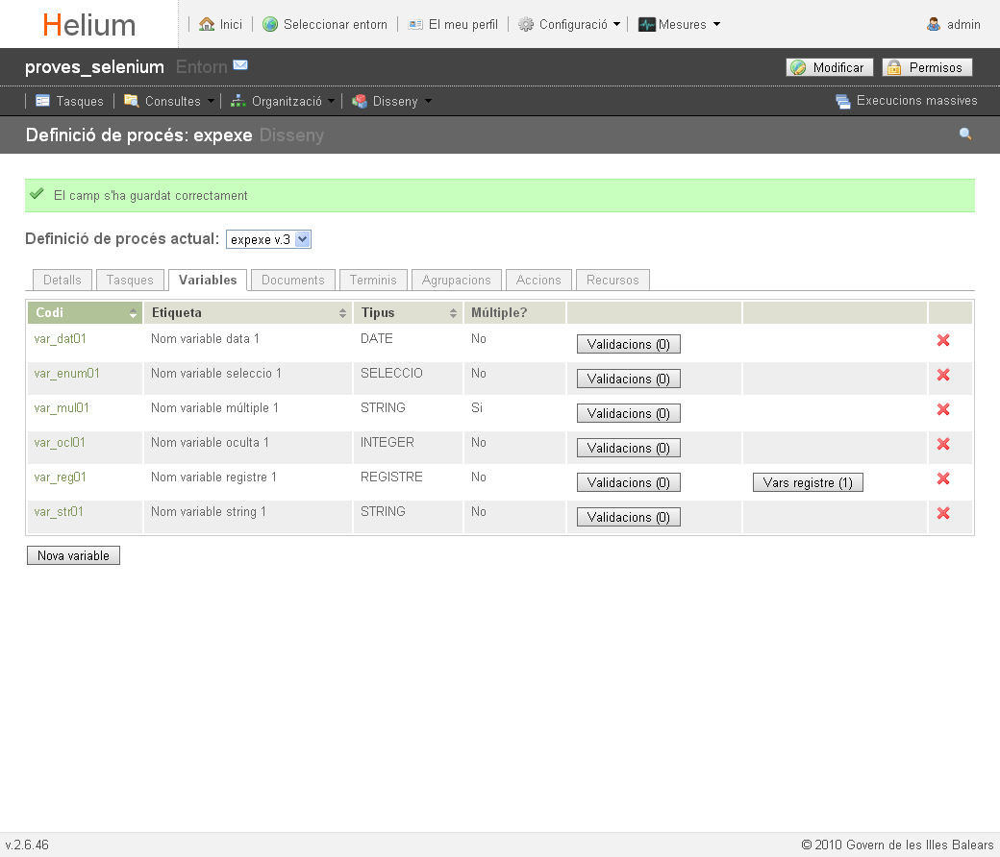 Helium
Inici Seleccionar entorn El meu perfil Configuració Mesures admin
proves_selenium Entorn Modificar Permisos
Tasques Consultes Organització Disseny Execucions massives
Definició de procés: expexe Disseny
El camp s'ha guardat correctament
Definició de procés actual: expexe v.3
Detalls Tasques Variables Documents Terminis Agrupacions Accions Recursos
Codi Etiqueta Tipus Múltiple?
var_dat01 Nom variable data 1 DATE No Validacions (0)
var_enum01 Nom variable seleccio 1 SELECCIO No Validacions (0)
var_mul01 Nom variable múltiple 1 STRING Si Validacions (0)
var_ocl01 Nom variable oculta 1 INTEGER No Validacions (0)
var_reg01 Nom variable registre 1 REGISTRE No Validacions (0) Vars registre (1)
var_str01 Nom variable string 1 STRING No Validacions (0)
Nova variable
v.2.6.46 © 2010 Govern de les Illes Balears